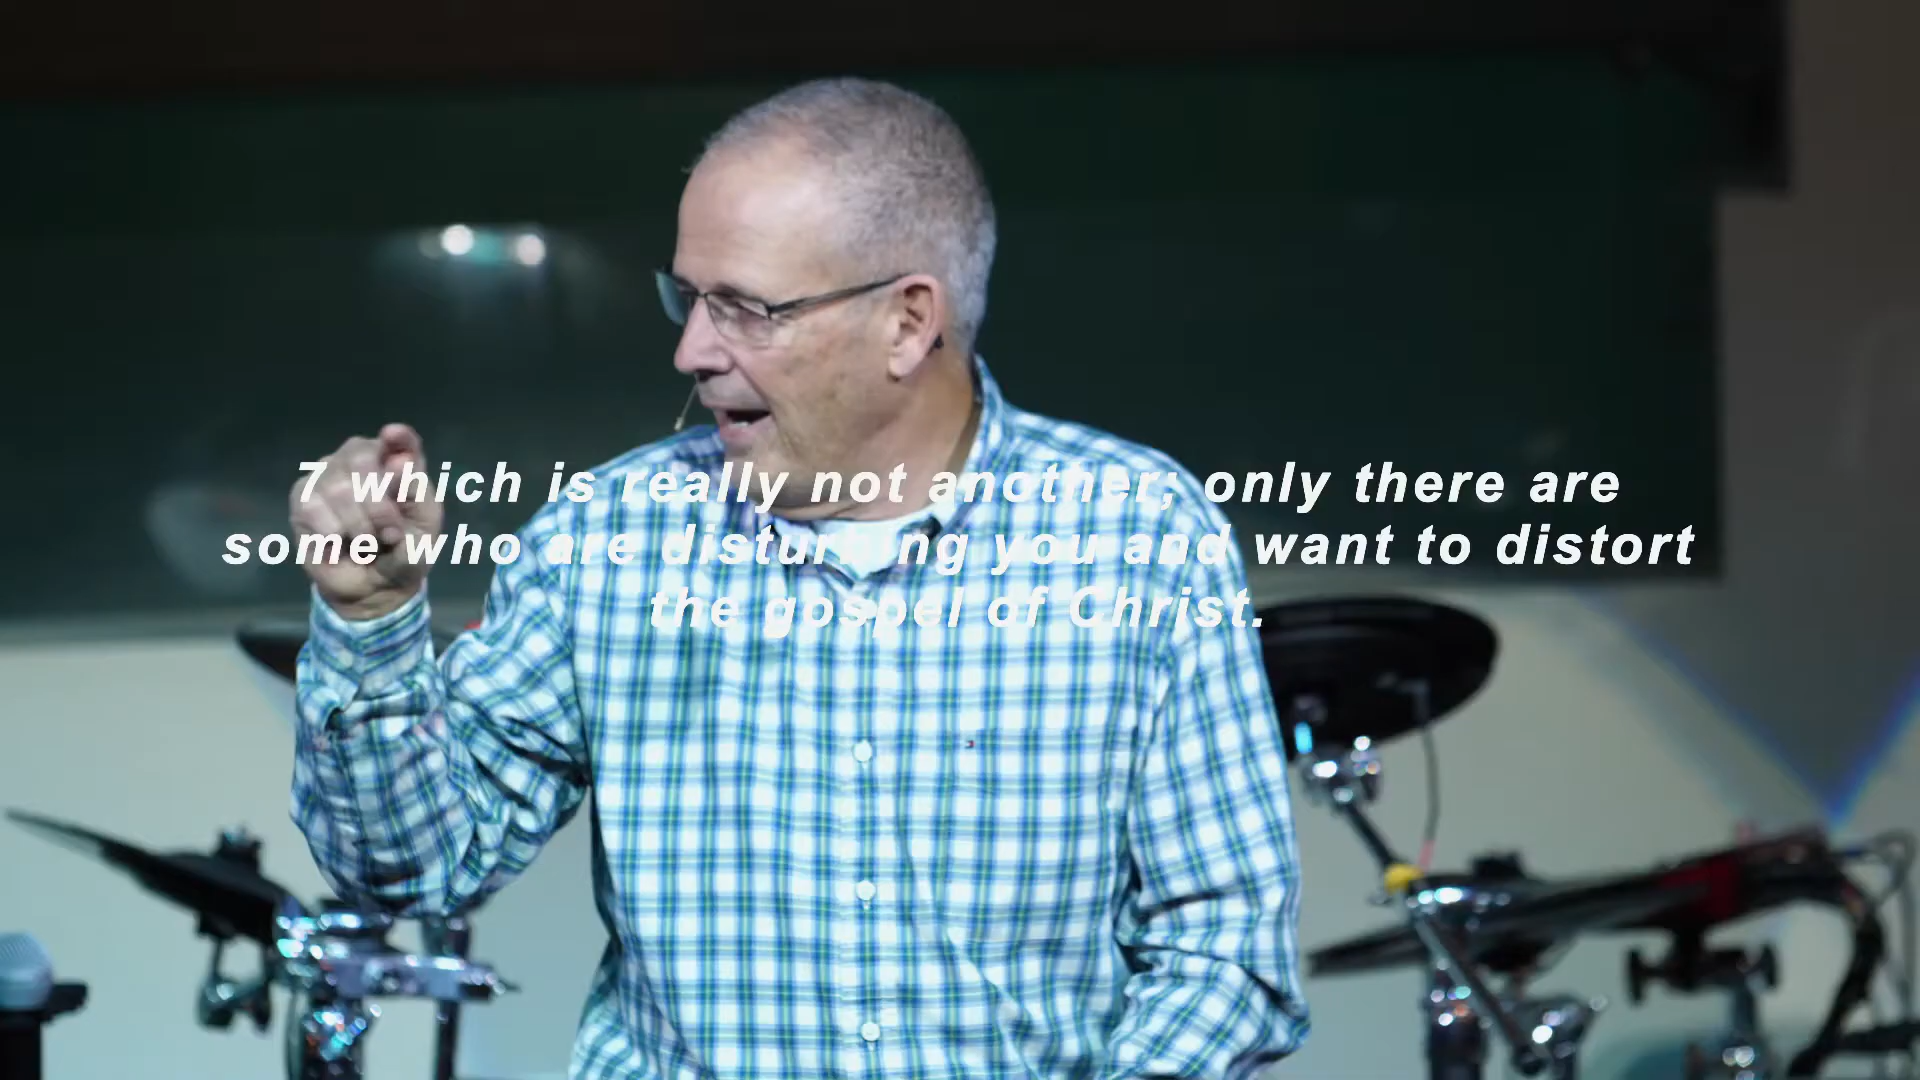 7 which is really not another; only there are
some who are disturbing you and want to distort
the gospel of Christ.